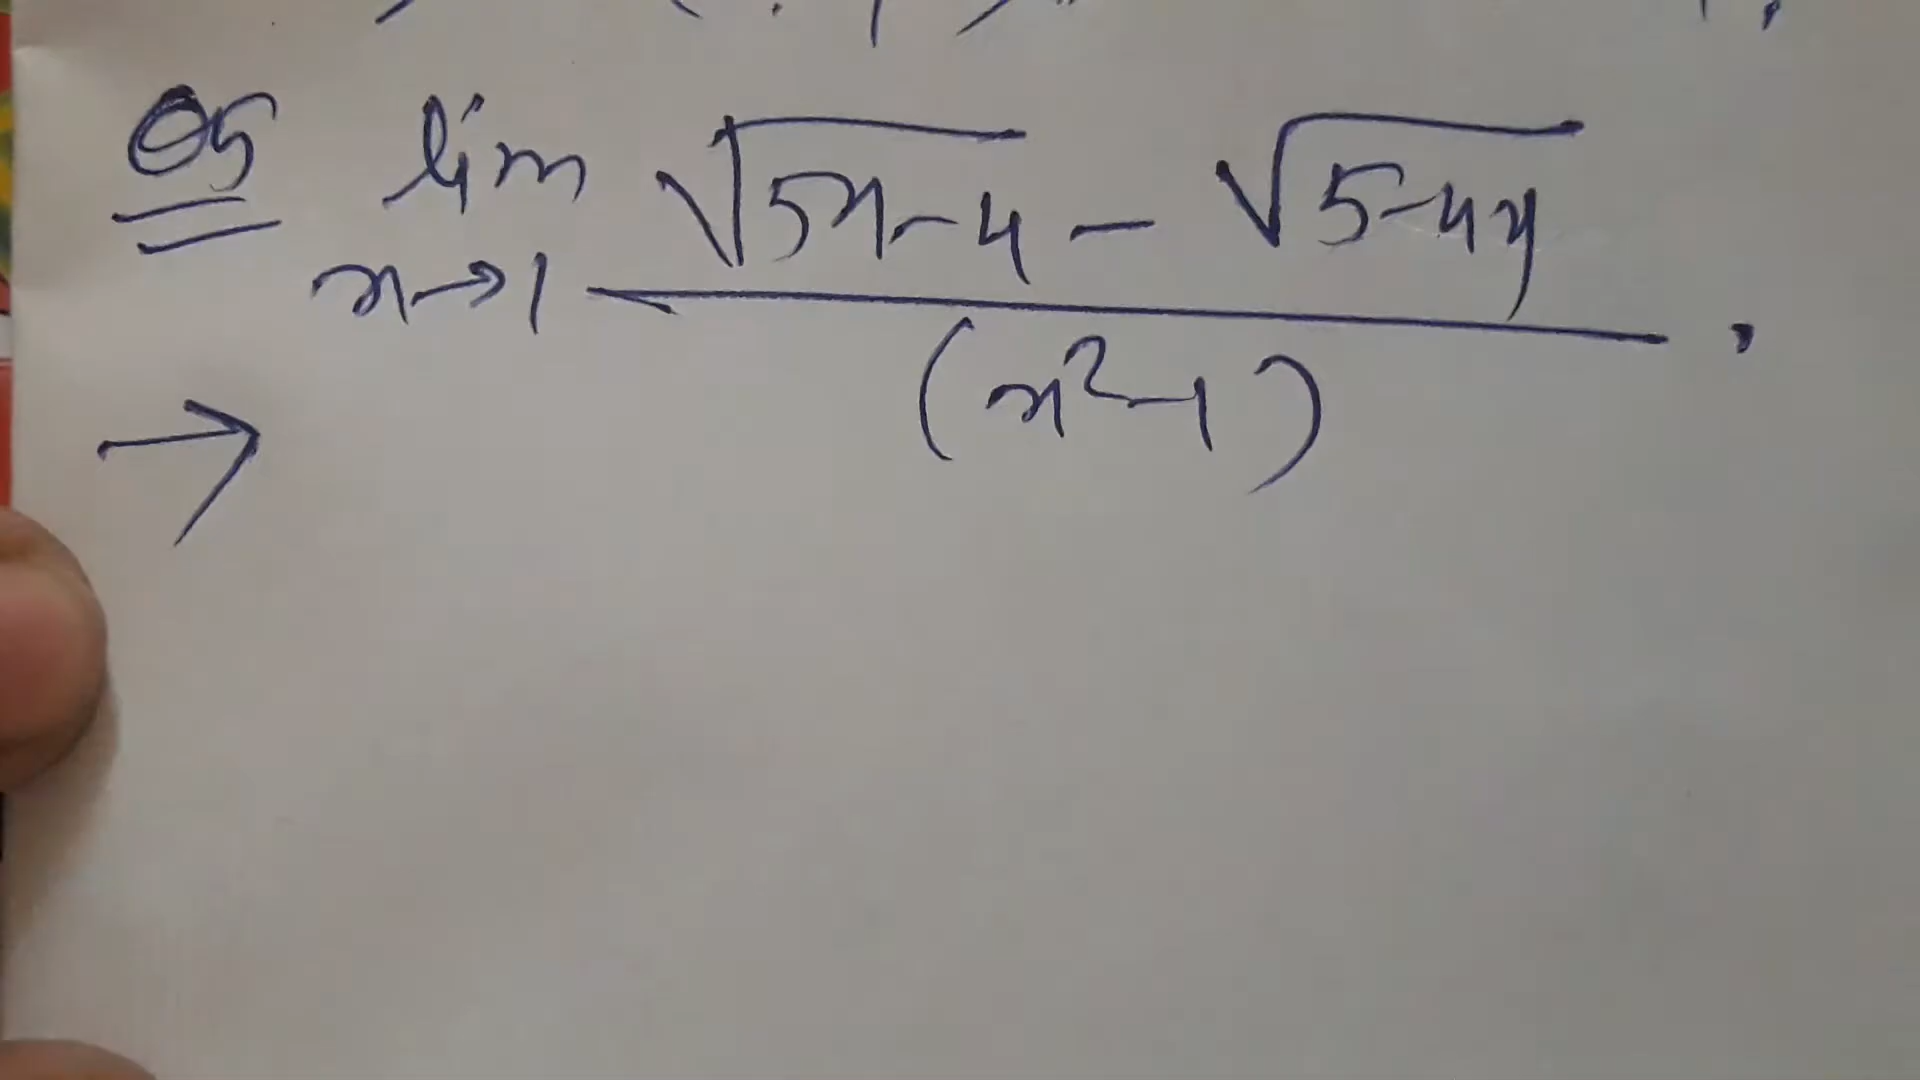 Q5 lim x→1 (√(5x-4) - √(5-4x)) / (x²-1) .
→